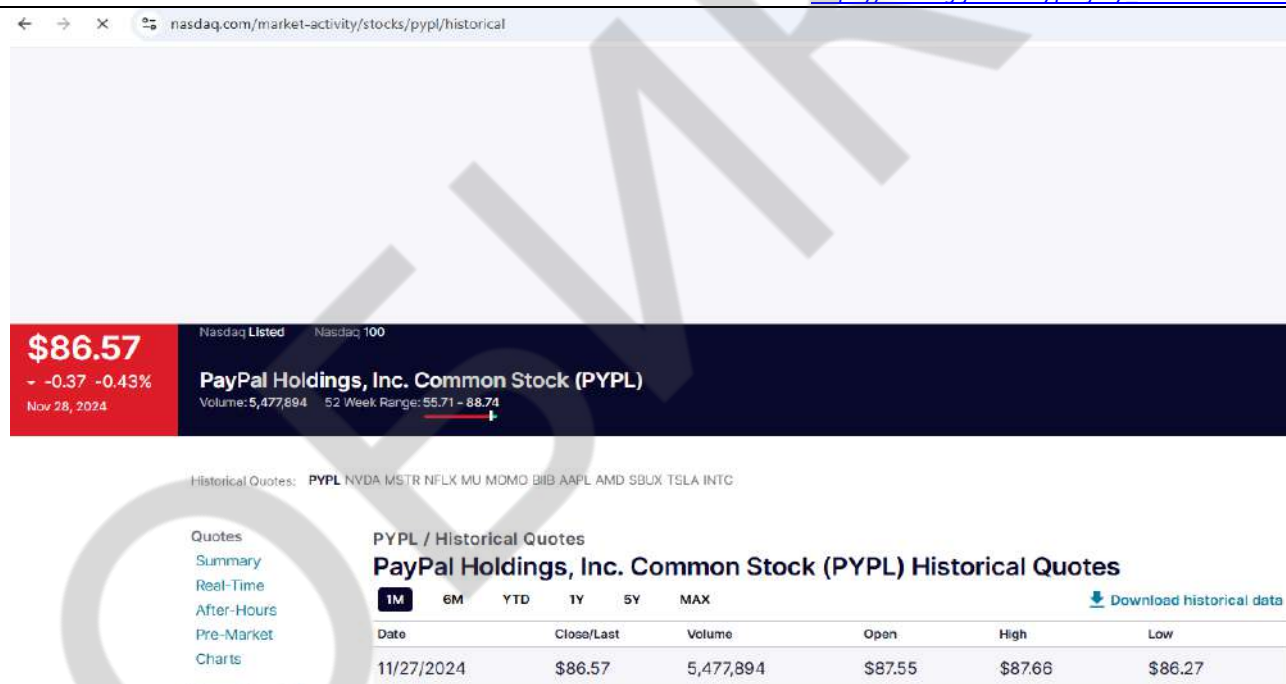 nasdaq.com/market-activity/stocks/pypl/historical
$86.57
-0.37 -0.43%
Nov 28, 2024
Nasdaq Listed Nasdaq 100
PayPal Holdings, Inc. Common Stock (PYPL)
Volume: 5,477,894 52 Week Range: 55.71 - 88.74
Historical Quotes: PYPL NVDA MSTR NFLX MU MOMO BIIB AAPL AMD SBUX TSLA INTC
Quotes
Summary
Real-Time
After-Hours
Pre-Market
Charts
PYPL / Historical Quotes
PayPal Holdings, Inc. Common Stock (PYPL) Historical Quotes
1M 6M YTD 1Y 5Y MAX
Download historical data
Date Close/Last Volume Open High Low
11/27/2024 $86.57 5,477,894 $87.55 $87.66 $86.27